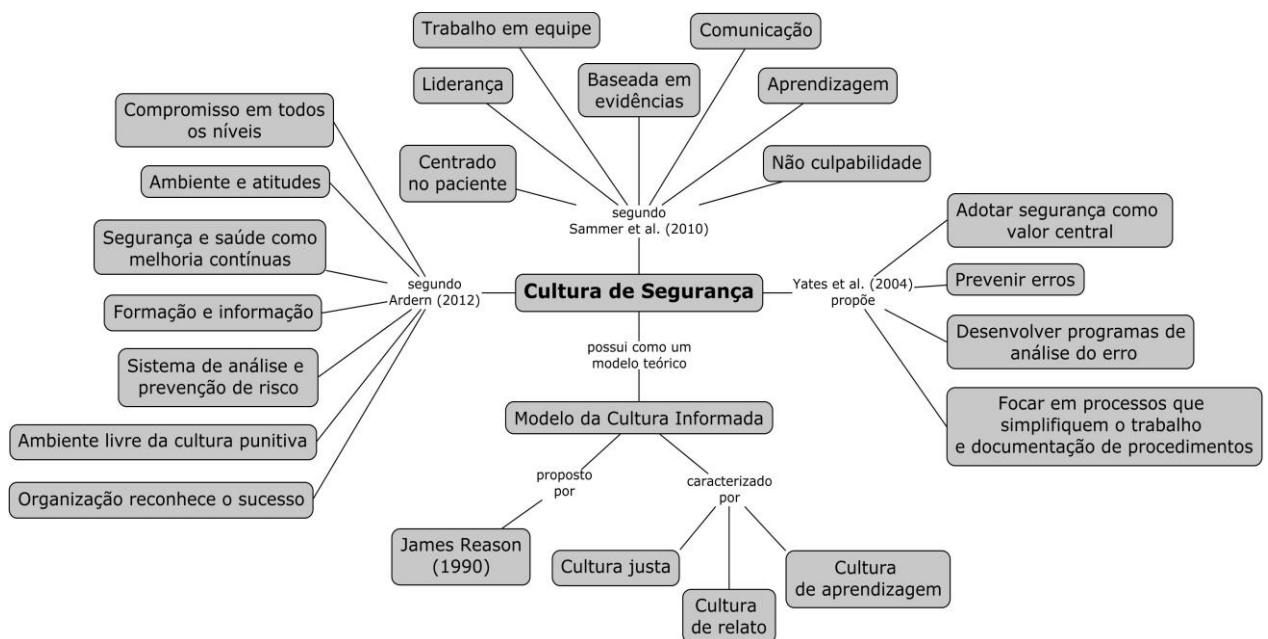 Trabalho em equipe
Comunicação
Liderança
Baseada em
evidências
Aprendizagem
Centrado
no paciente
Não culpabilidade
segundo
Sammer et al. (2010)
Compromisso em todos
os níveis
Ambiente e atitudes
Segurança e saúde como
melhoria contínuas
Formação e informação
Sistema de análise e
prevenção de risco
Ambiente livre da cultura punitiva
Organização reconhece o sucesso
segundo
Ardern (2012)
Cultura de Segurança
Yates et al. (2004)
propõe
Adotar segurança como
valor central
Prevenir erros
Desenvolver programas de
análise do erro
Focar em processos que
simplifiquem o trabalho
e documentação de procedimentos
possui como um
modelo teórico
Modelo da Cultura Informada
proposto
por
James Reason
(1990)
caracterizado
por
Cultura justa
Cultura
de relato
Cultura
de aprendizagem